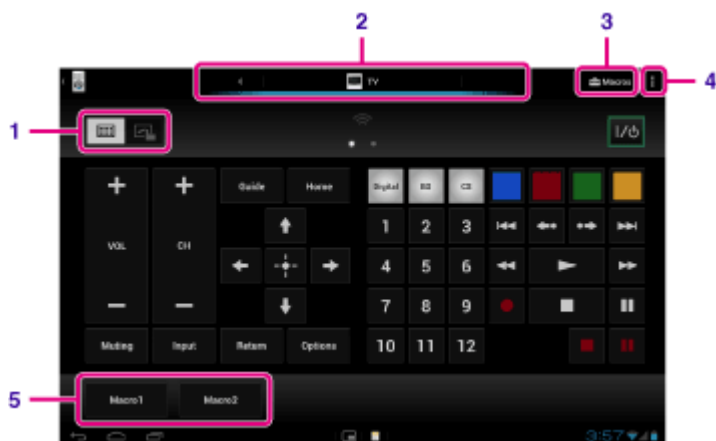 2
3
TV
Macros
4
1
I/
Guide
Home
Digital
BS
CS
VOL
CH
1
2
3
4
5
6
7
8
9
Muting
Input
Return
Options
10
11
12
5
Macro1
Macro2
3:57